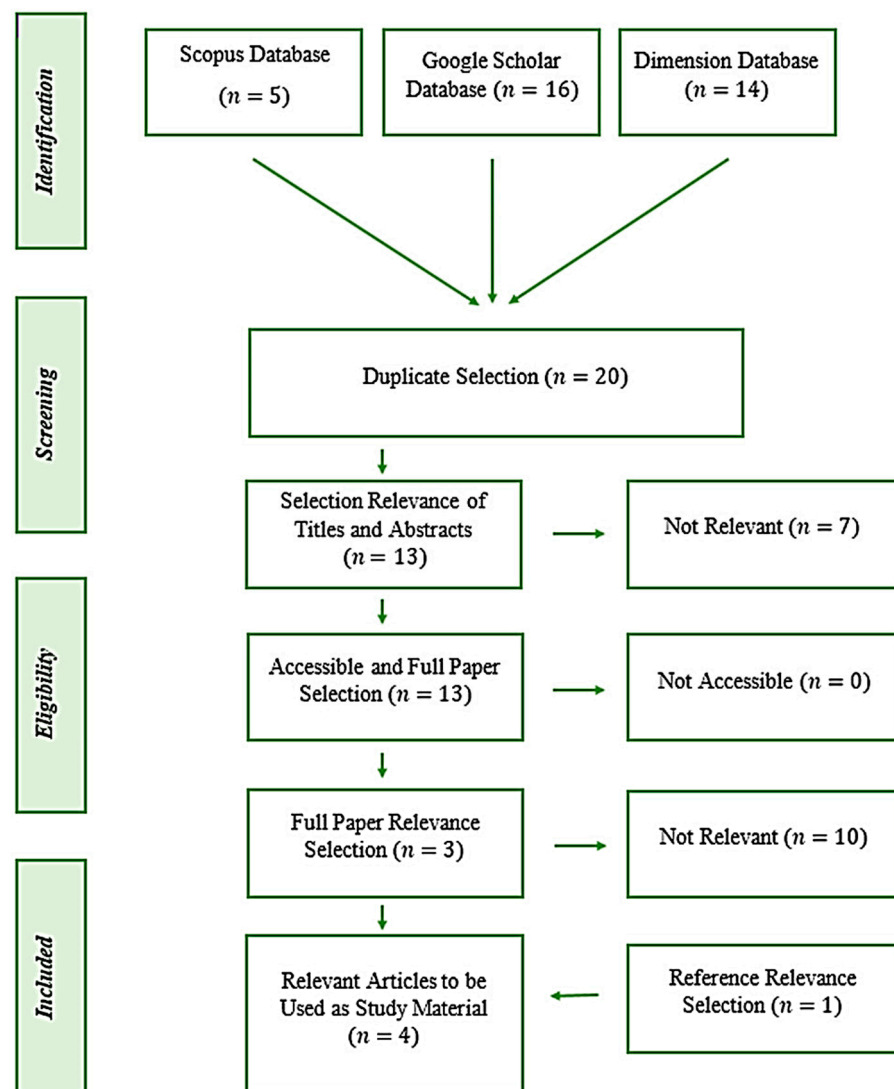 Identification
Scopus Database
(n = 5)
Google Scholar
Database (n = 16)
Dimension Database
(n = 14)
Screening
Duplicate Selection (n = 20)
Selection Relevance of
Titles and Abstracts
(n = 13)
Not Relevant (n = 7)
Eligibility
Accessible and Full Paper
Selection (n = 13)
Not Accessible (n = 0)
Full Paper Relevance
Selection (n = 3)
Not Relevant (n = 10)
Included
Relevant Articles to be
Used as Study Material
(n = 4)
Reference Relevance
Selection (n = 1)